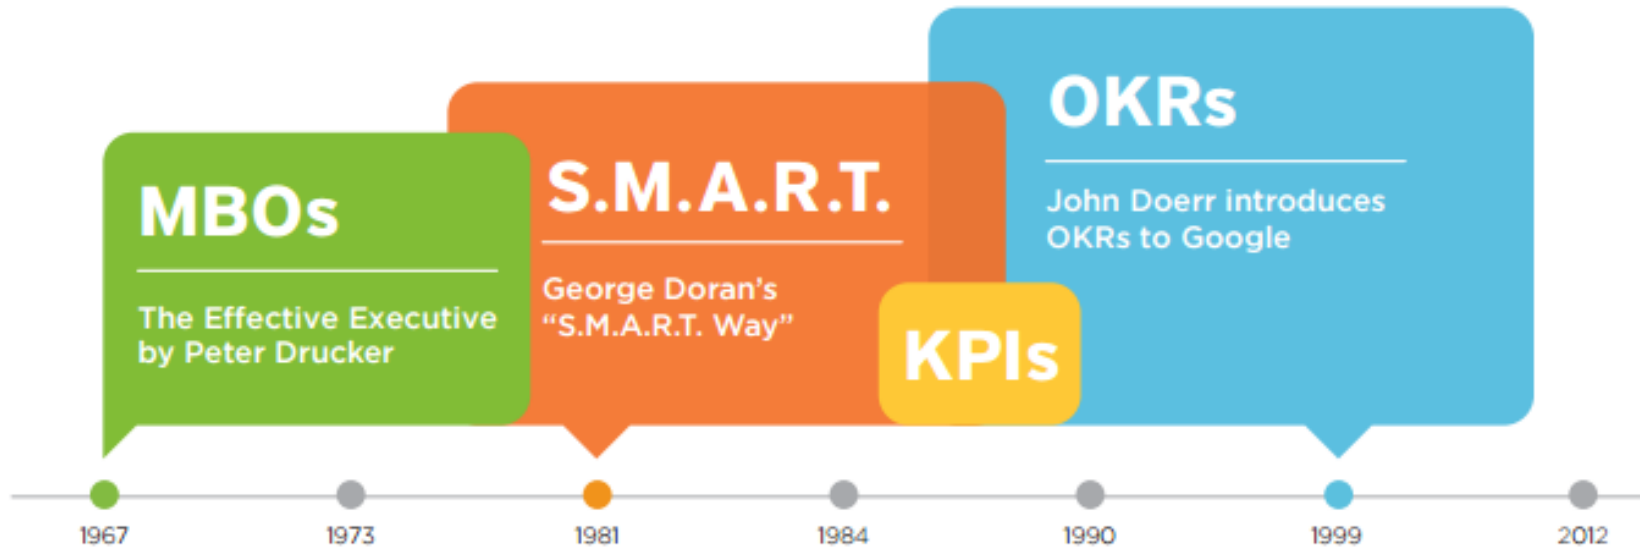 MBOs
The Effective Executive
by Peter Drucker
S.M.A.R.T.
George Doran’s
“S.M.A.R.T. Way”
KPIs
OKRs
John Doerr introduces
OKRs to Google
1967
1973
1981
1984
1990
1999
2012